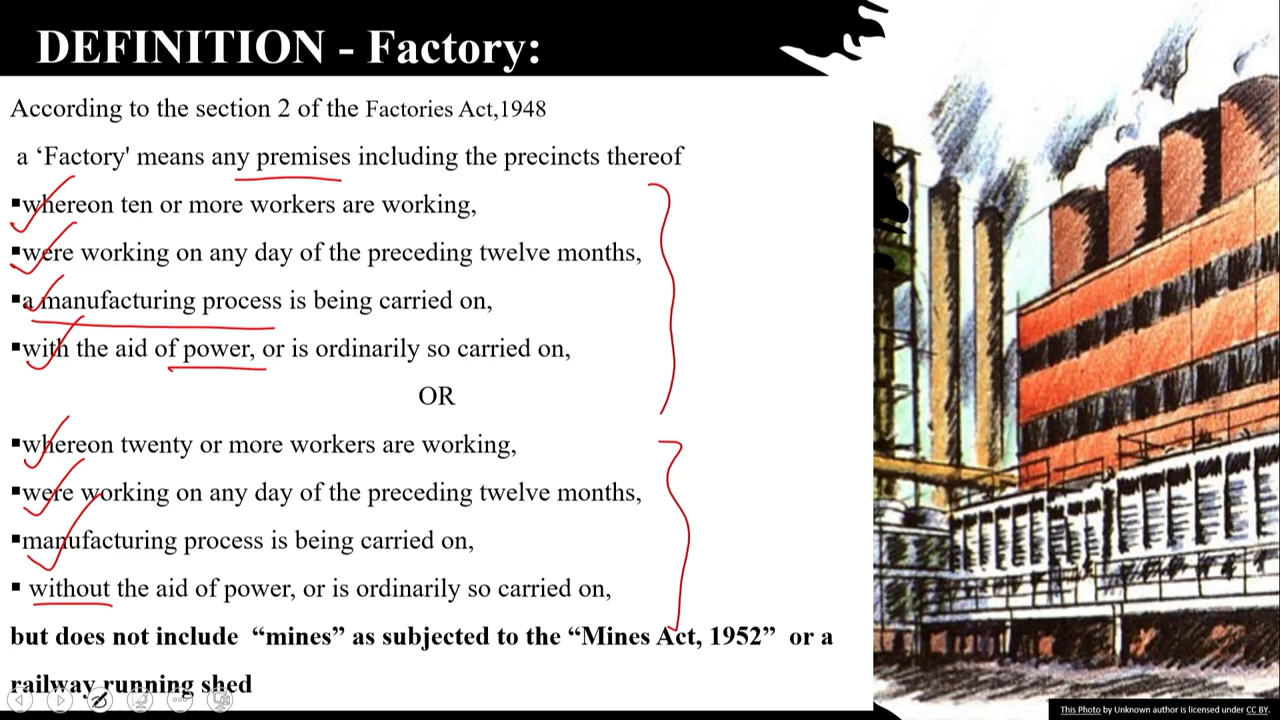 DEFINITION - Factory:
According to the section 2 of the Factories Act,1948
a ‘Factory' means any premises including the precincts thereof
▪whereon ten or more workers are working,
▪were working on any day of the preceding twelve months,
▪a manufacturing process is being carried on,
▪with the aid of power, or is ordinarily so carried on,
OR
▪whereon twenty or more workers are working,
▪were working on any day of the preceding twelve months,
▪manufacturing process is being carried on,
▪ without the aid of power, or is ordinarily so carried on,
but does not include “mines” as subjected to the “Mines Act, 1952” or a
railway running shed
This Photo by Unknown author is licensed under CC BY.